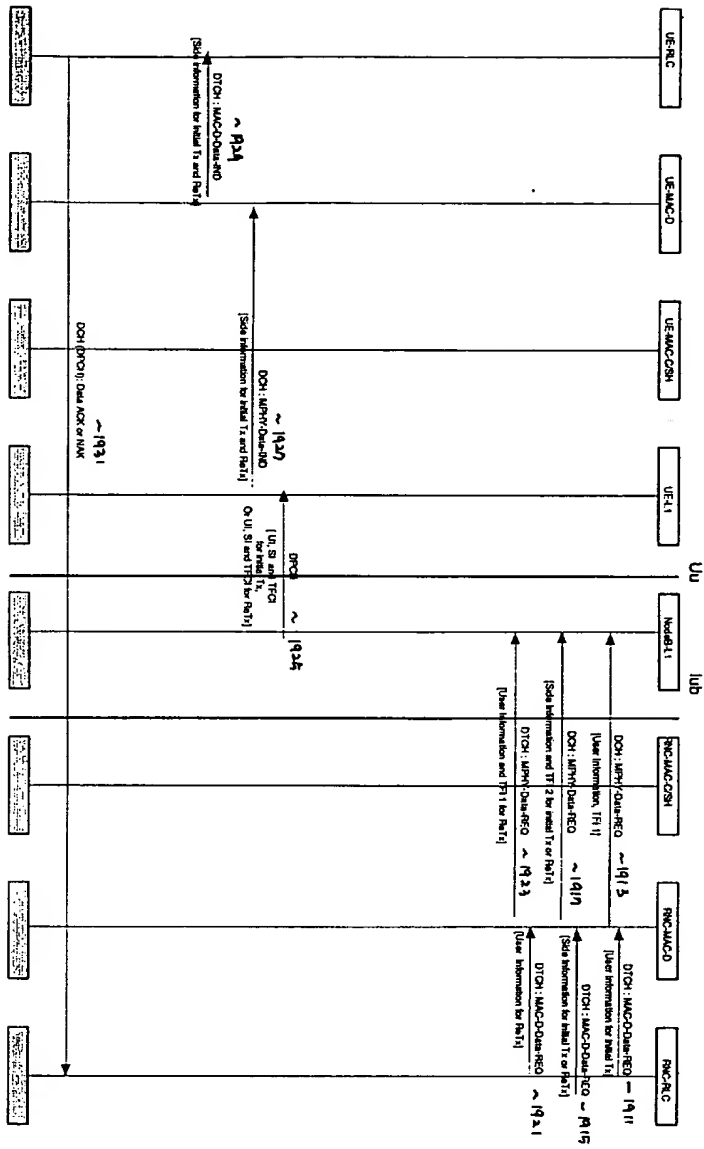 UE-RLC
UE-MAC-D
UE-MAC-C/SH
UE-L1
Uu
NodeB-L1
Iub
RNC-MAC-C/SH
RNC-MAC-D
RNC-RLC
DTCH : MAC-D-Data-REQ ~ 1911
[User Information for Initial Tx]
DCH : MPHY-Data-REQ ~ 1913
[User Information, TFI 1]
DTCH : MAC-D-Data-REQ ~ 1915
[Side Information for Initial Tx or ReTx]
DCH : MPHY-Data-REQ ~ 1917
[Side Information and TFI 2 for Initial Tx or ReTx]
DTCH : MAC-D-Data-REQ ~ 1921
[User Information for ReTx]
DTCH : MPHY-Data-REQ ~ 1923
[User Information and TFI 1 for ReTx]
DPCH ~ 1925
[ UI, SI and TFCI
for Initial Tx,
Or UI, SI and TFCI for ReTx]
~ 1927
DCH : MPHY-Data-IND
[Side Information for Initial Tx and ReTx]
~ 1929
DTCH : MAC-D-Data-IND
[Side Information for Initial Tx and ReTx]
~ 1931
DCH (DPCH): Data ACK or NAK